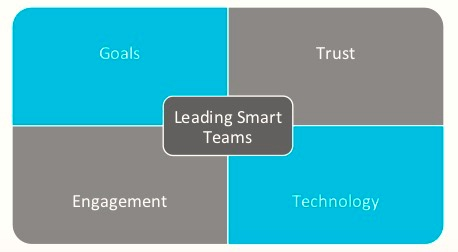 Goals
Trust
Leading Smart
Teams
Engagement
Technology